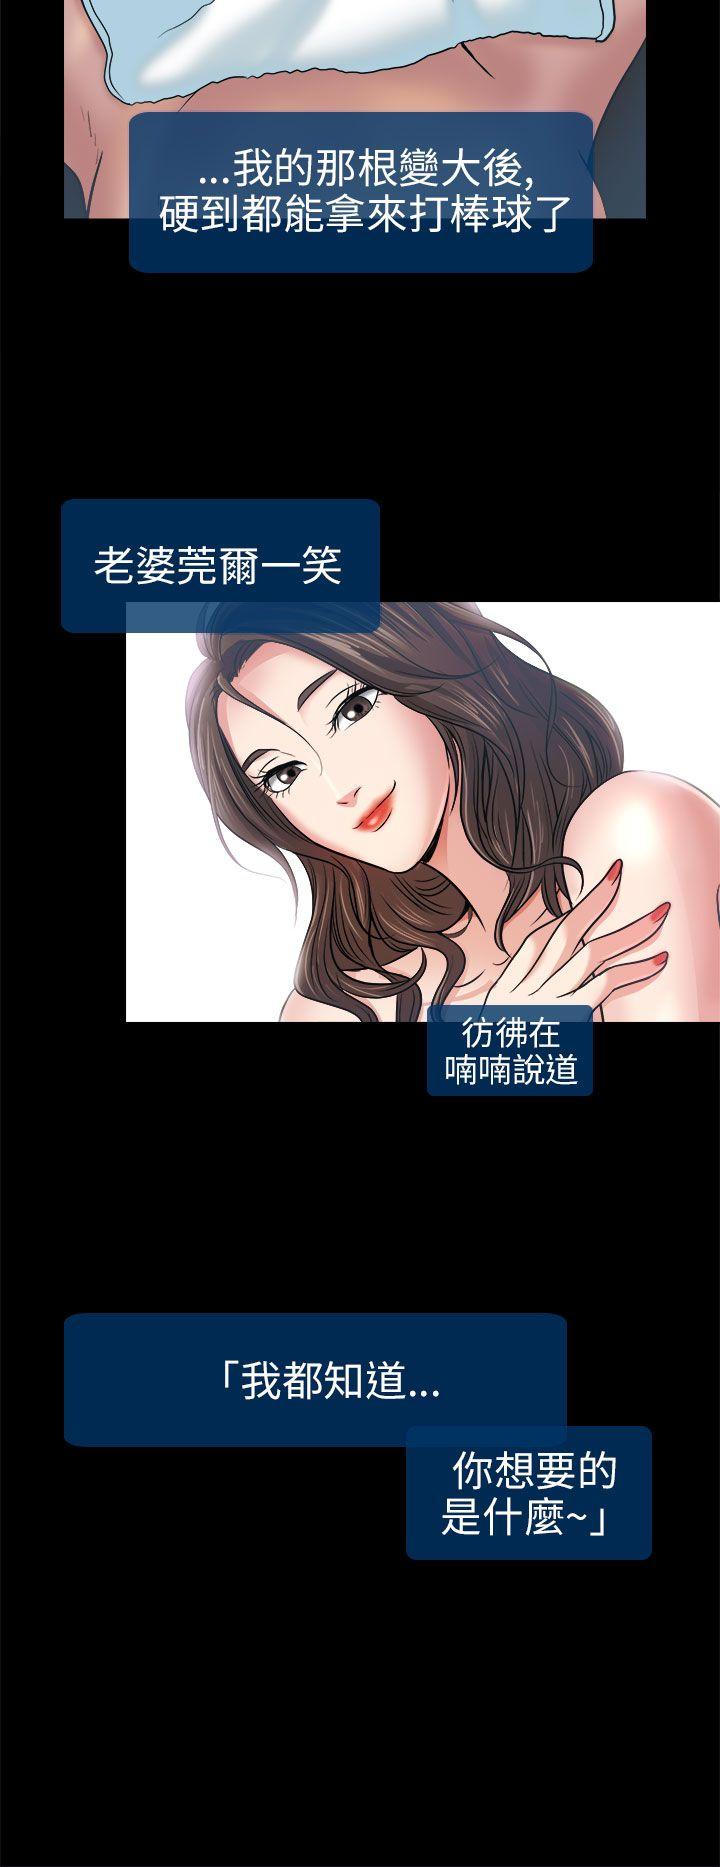 ...我的那根變大後,
硬到都能拿來打棒球了
老婆莞爾一笑
彷彿在
喃喃說道
「我都知道...
你想要的
是什麼~」